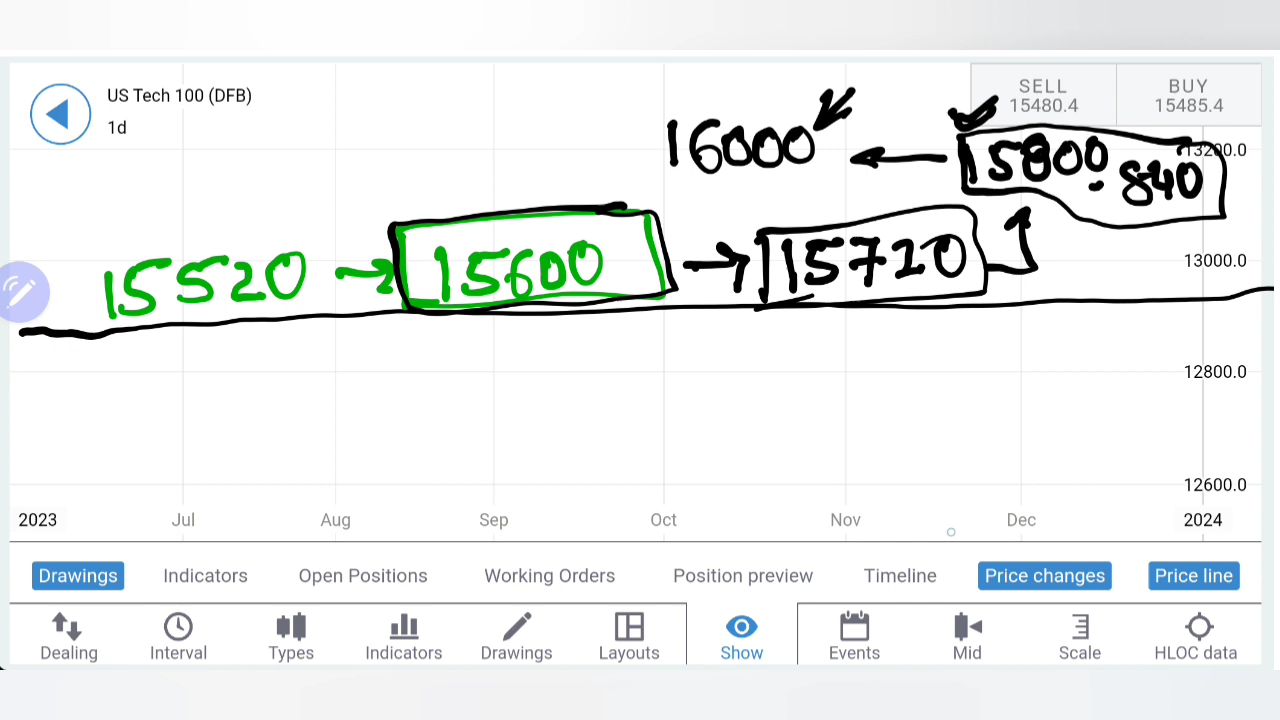 US Tech 100 (DFB)
1d
SELL
15480.4
BUY
15485.4
16000
15800
840
13200.0
15520
15600
15720
13000.0
12800.0
12600.0
2023 Jul Aug Sep Oct Nov Dec 2024
Drawings Indicators Open Positions Working Orders Position preview Timeline Price changes Price line
Dealing Interval Types Indicators Drawings Layouts Show Events Mid Scale HLOC data